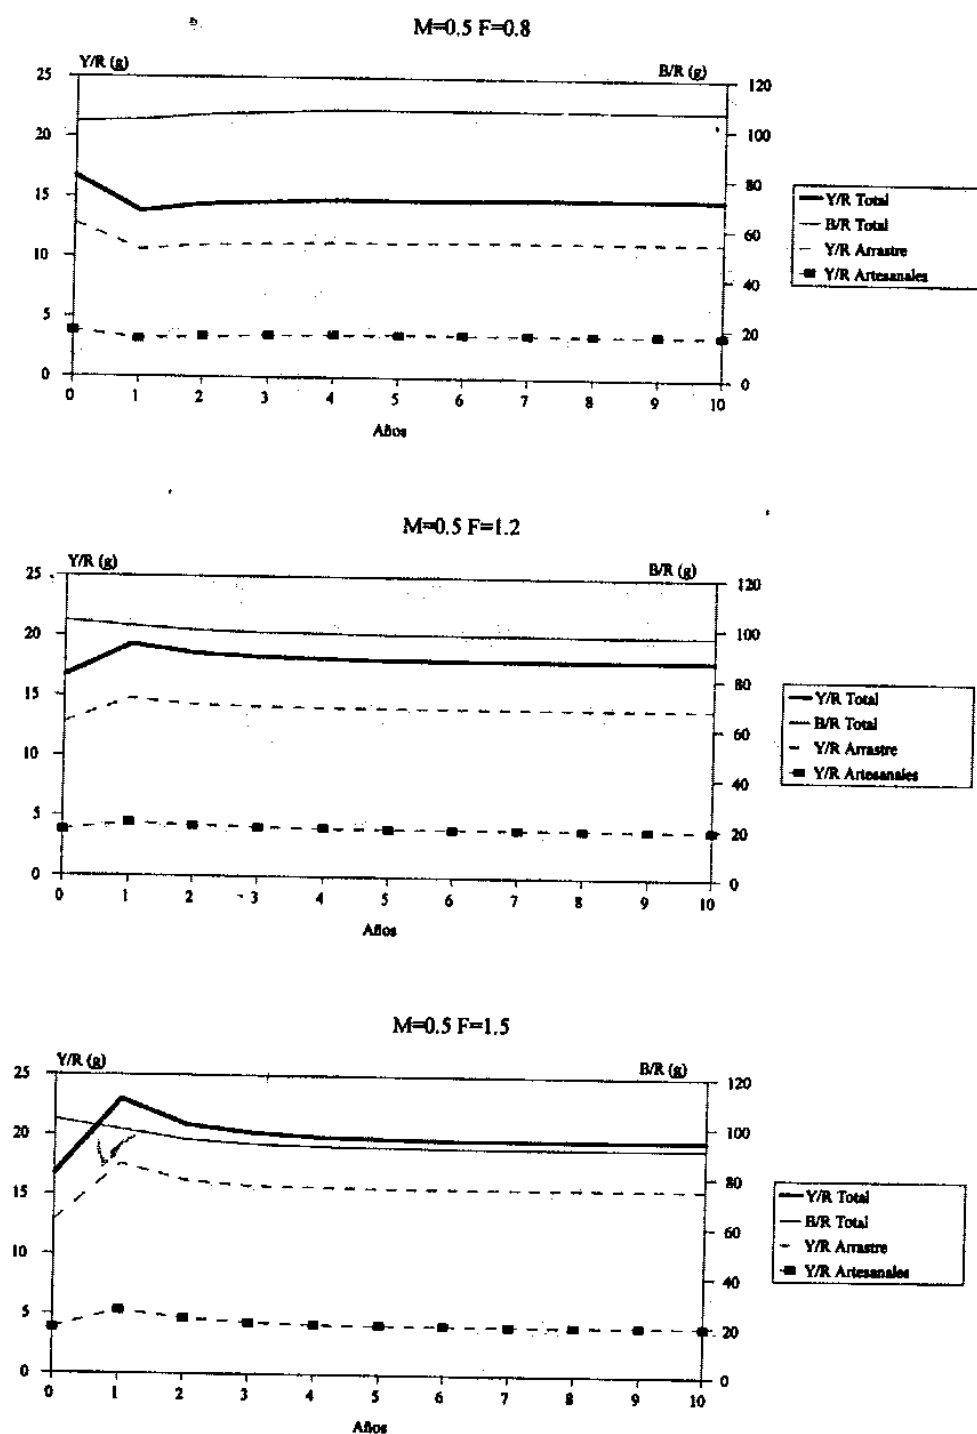 M=0.5 F=0.8
Y/R (g) B/R (g)
25 120
20 100
15 80
10 60
5 40
0 20
0
0 1 2 3 4 5 6 7 8 9 10
Años
Y/R Total
B/R Total
Y/R Arrastre
Y/R Artesanales
M=0.5 F=1.2
Y/R (g) B/R (g)
25 120
20 100
15 80
10 60
5 40
0 20
0
0 1 2 3 4 5 6 7 8 9 10
Años
Y/R Total
B/R Total
Y/R Arrastre
Y/R Artesanales
M=0.5 F=1.5
Y/R (g) B/R (g)
25 120
20 100
15 80
10 60
5 40
0 20
0
0 1 2 3 4 5 6 7 8 9 10
Años
Y/R Total
B/R Total
Y/R Arrastre
Y/R Artesanales